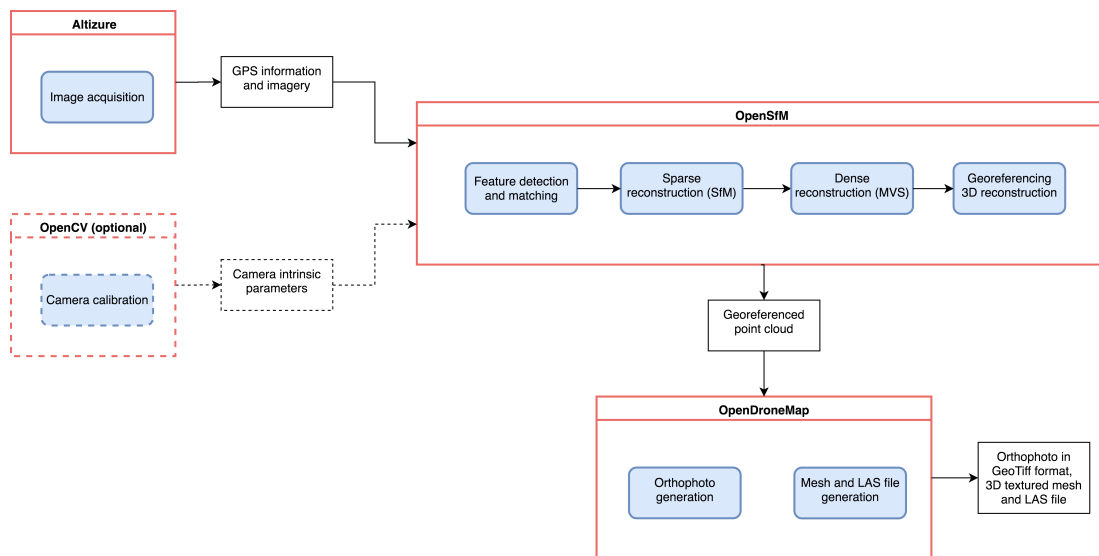 Altizure
Image acquisition
GPS information
and imagery
OpenSfM
Feature detection
and matching
Sparse
reconstruction (SfM)
Dense
reconstruction (MVS)
Georeferencing
3D reconstruction
OpenCV (optional)
Camera calibration
Camera intrinsic
parameters
Georeferenced
point cloud
OpenDroneMap
Orthophoto
generation
Mesh and LAS file
generation
Orthophoto in
GeoTiff format,
3D textured mesh
and LAS file